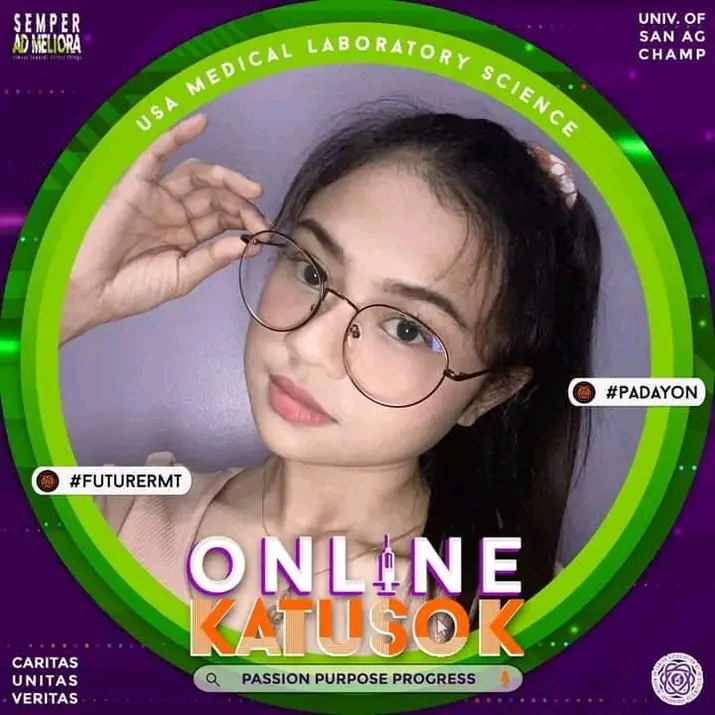 SEMPER
AD MELIORA
UNIV. OF
SAN AG
CHAMP
USA MEDICAL LABORATORY SCIENCE
#PADAYON
#FUTURERMT
ONLINE
KATUSOK
PASSION PURPOSE PROGRESS
CARITAS
UNITAS
VERITAS